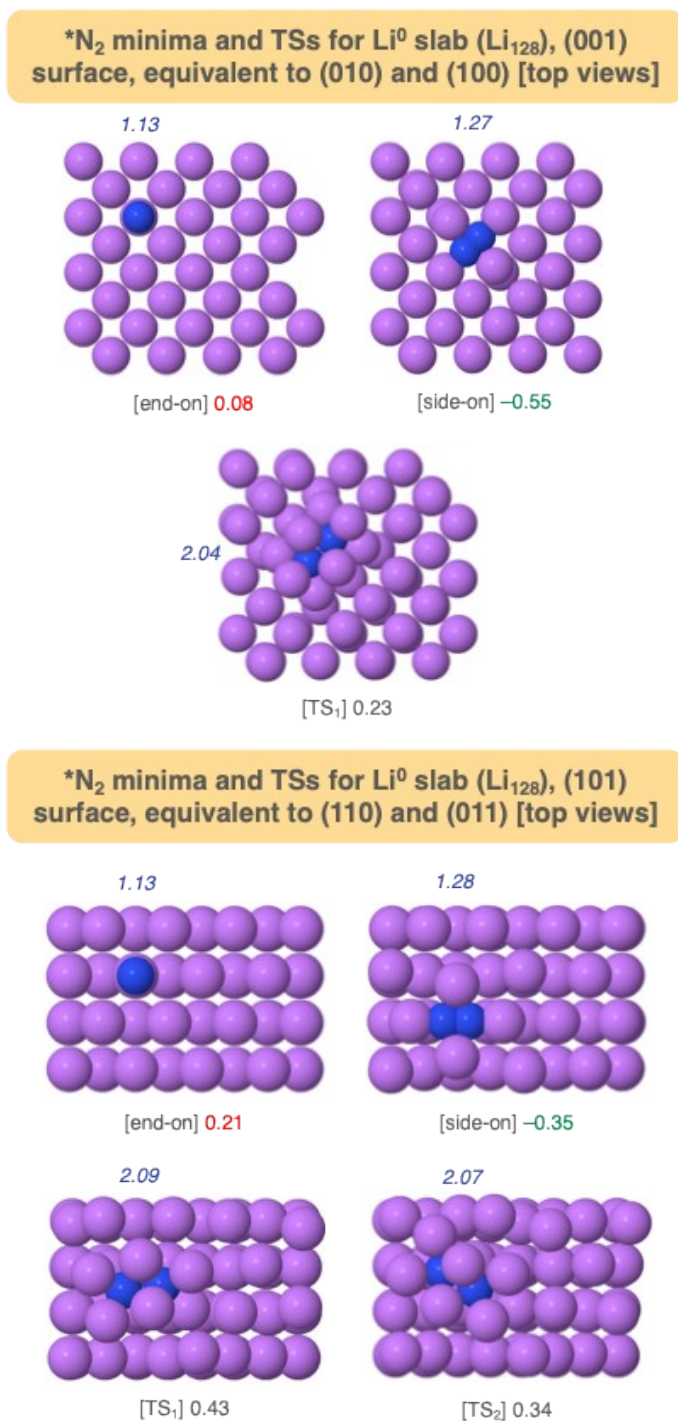 *N₂ minima and TSs for Li⁰ slab (Li₁₂₈), (001)
surface, equivalent to (010) and (100) [top views]
1.13
1.27
[end-on] 0.08
[side-on] –0.55
2.04
[TS₁] 0.23
*N₂ minima and TSs for Li⁰ slab (Li₁₂₈), (101)
surface, equivalent to (110) and (011) [top views]
1.13
1.28
[end-on] 0.21
[side-on] –0.35
2.09
2.07
[TS₁] 0.43
[TS₂] 0.34